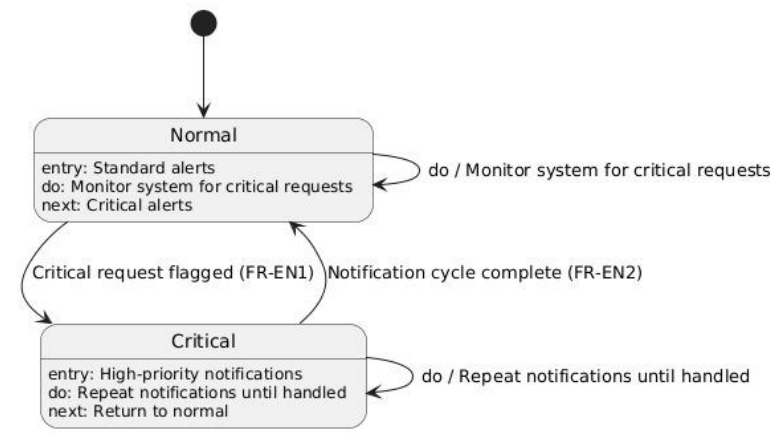 Normal
entry: Standard alerts
do: Monitor system for critical requests
next: Critical alerts
do / Monitor system for critical requests
Critical request flagged (FR-EN1)
Notification cycle complete (FR-EN2)
Critical
entry: High-priority notifications
do: Repeat notifications until handled
next: Return to normal
do / Repeat notifications until handled